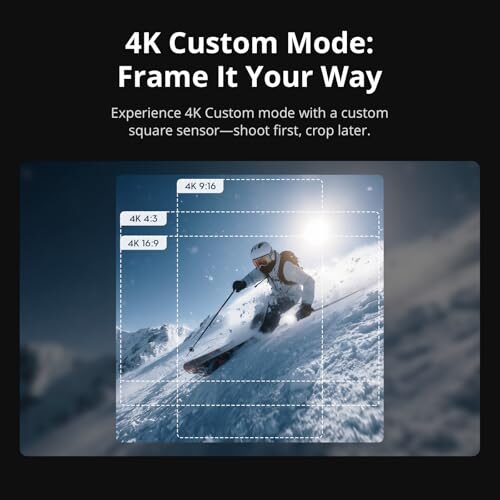 4K Custom Mode:
Frame It Your Way
Experience 4K Custom mode with a custom
square sensor—shoot first, crop later.
4K 9:16
4K 4:3
4K 16:9